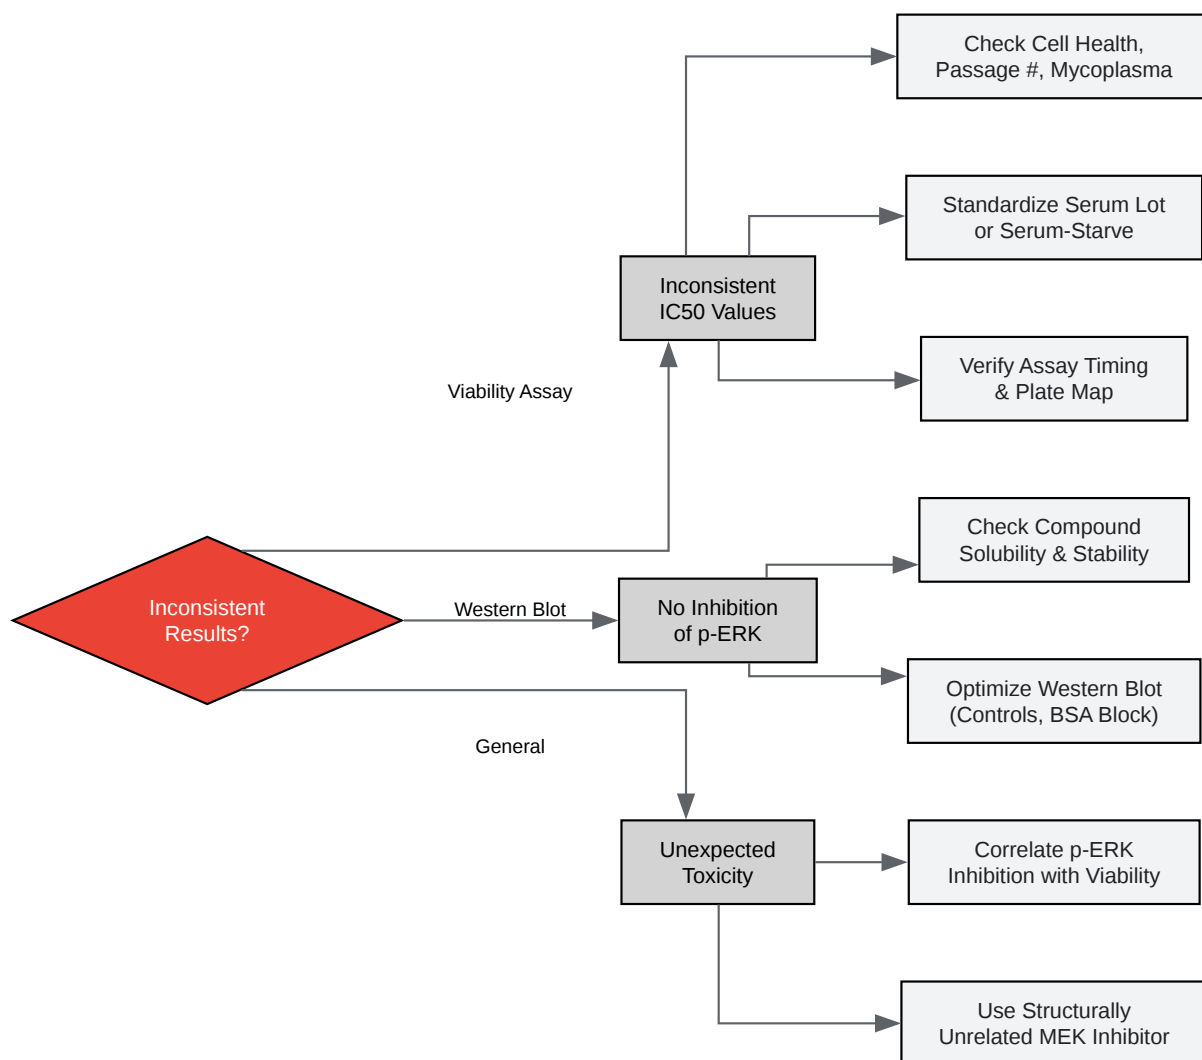 Check Cell Health,
Passage #, Mycoplasma
Standardize Serum Lot
or Serum-Starve
Inconsistent
IC50 Values
Verify Assay Timing
& Plate Map
Viability Assay
Check Compound
Solubility & Stability
Inconsistent
Results?
Western Blot
No Inhibition
of p-ERK
Optimize Western Blot
(Controls, BSA Block)
General
Unexpected
Toxicity
Correlate p-ERK
Inhibition with Viability
Use Structurally
Unrelated MEK Inhibitor